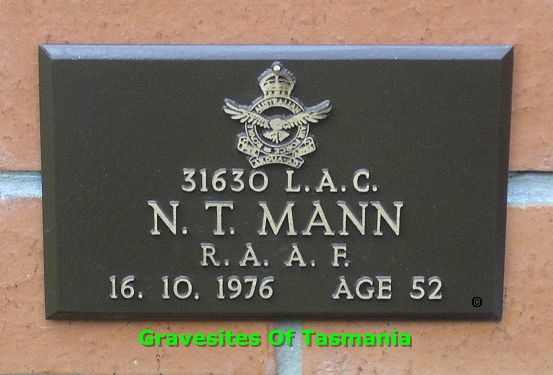 31630 L.A.C.
N. T. MANN
R. A. A. F.
16. 10. 1976 AGE 52
©
Gravesites Of Tasmania